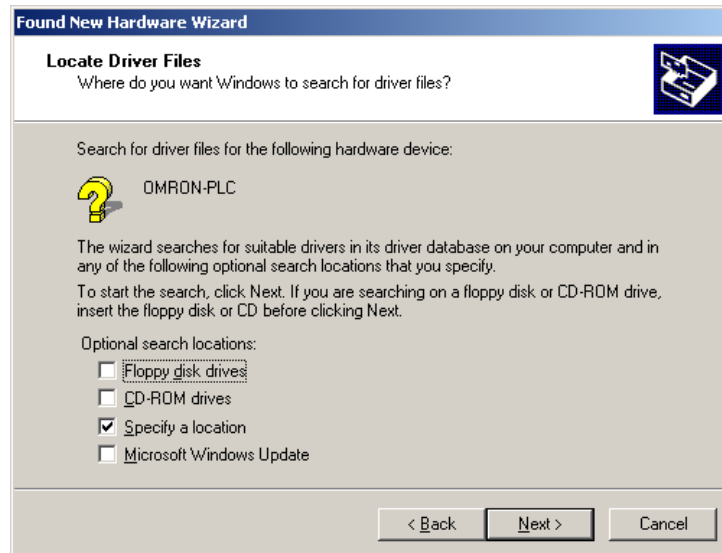 Found New Hardware Wizard
Locate Driver Files
Where do you want Windows to search for driver files?
Search for driver files for the following hardware device:
OMRON-PLC
The wizard searches for suitable drivers in its driver database on your computer and in
any of the following optional search locations that you specify.
To start the search, click Next. If you are searching on a floppy disk or CD-ROM drive,
insert the floppy disk or CD before clicking Next.
Optional search locations:
Floppy disk drives
CD-ROM drives
Specify a location
Microsoft Windows Update
< Back Next > Cancel